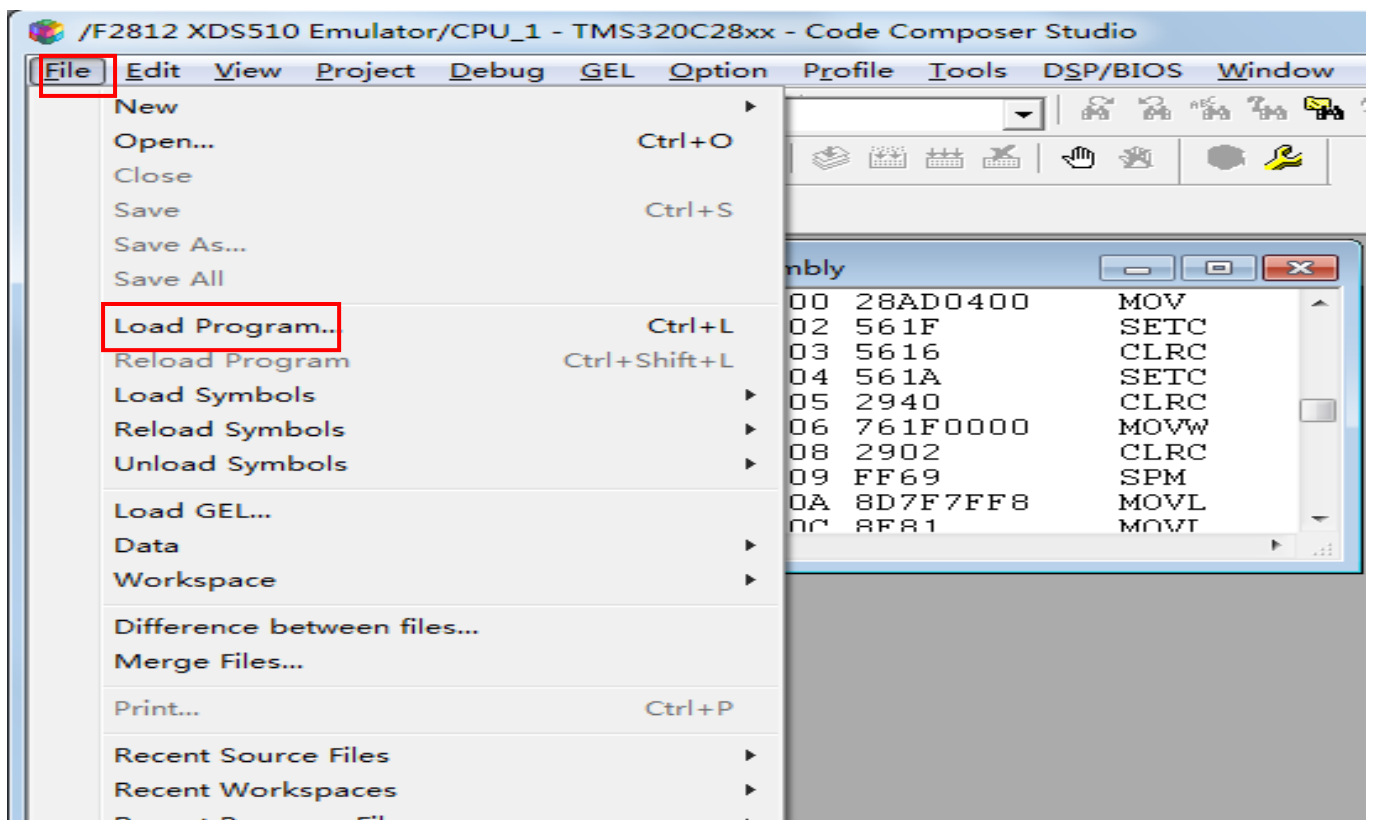 /F2812 XDS510 Emulator/CPU_1 - TMS320C28xx - Code Composer Studio
File Edit View Project Debug GEL Option Profile Tools DSP/BIOS Window
New
Open... Ctrl+O
Close
Save Ctrl+S
Save As...
Save All
Load Program... Ctrl+L
Reload Program Ctrl+Shift+L
Load Symbols
Reload Symbols
Unload Symbols
Load GEL...
Data
Workspace
Difference between files...
Merge Files...
Print... Ctrl+P
Recent Source Files
Recent Workspaces
mbly
00 28AD0400 MOV
02 561F SETC
03 5616 CLRC
04 561A SETC
05 2940 CLRC
06 761F0000 MOVW
08 2902 CLRC
09 FF69 SPM
0A 8D7F7FF8 MOVL
0C 8F81 MOVL